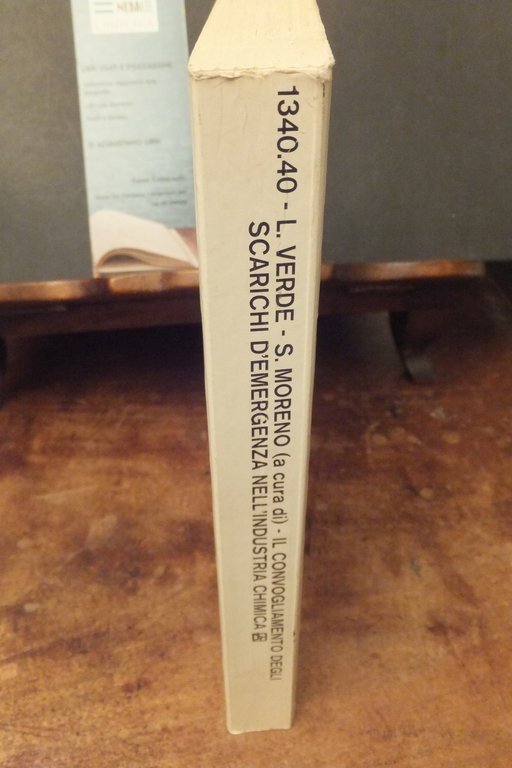 1340.40 - L. VERDE - S. MORENO (a cura di) - IL CONVOGLIAMENTO DEGLI
SCARICHI D'EMERGENZA NELL'INDUSTRIA CHIMICA